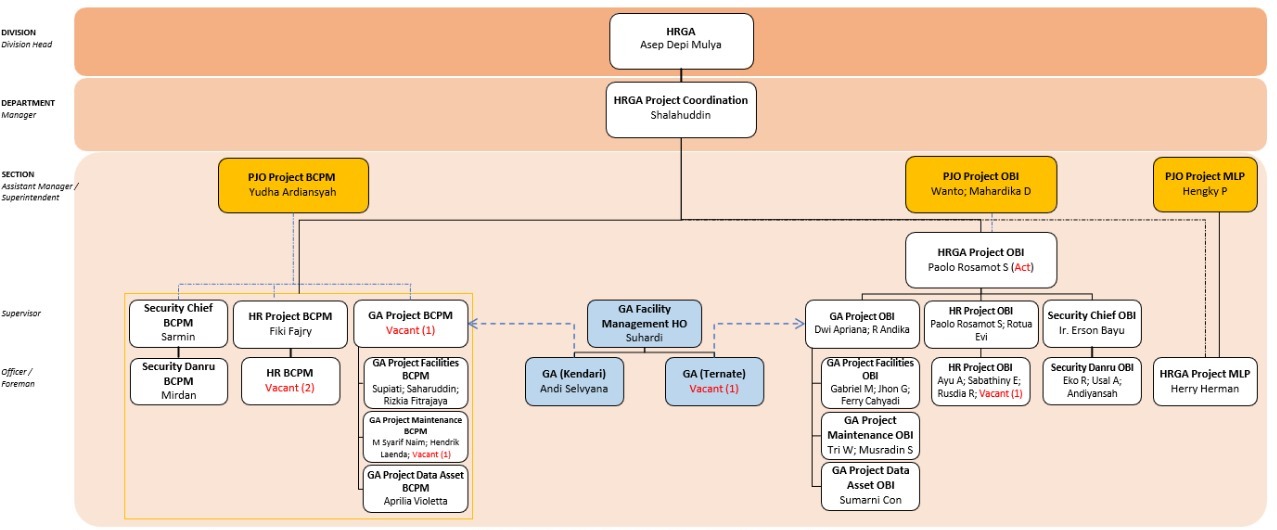 DIVISION
Division Head
HRGA
Asep Depi Mulya
DEPARTMENT
Manager
HRGA Project Coordination
Shalahuddin
SECTION
Assistant Manager /
Superintendent
PJO Project BCPM
Yudha Ardiansyah
PJO Project OBI
Wanto; Mahardika D
PJO Project MLP
Hengky P
HRGA Project OBI
Paolo Rosamot S (Act)
Supervisor
Security Chief
BCPM
Sarmin
HR Project BCPM
Fiki Fajry
GA Project BCPM
Vacant (1)
GA Facility
Management HO
Suhardi
GA Project OBI
Dwi Apriana; R Andika
HR Project OBI
Paolo Rosamot S; Rotua
Evi
Security Chief OBI
Ir. Erson Bayu
Officer /
Foreman
Security Danru
BCPM
Mirdan
HR BCPM
Vacant (2)
GA Project Facilities
BCPM
Supiati; Saharuddin;
Rizkia Fitrajaya
GA (Kendari)
Andi Selvyana
GA (Ternate)
Vacant (1)
GA Project Facilities
OBI
Gabriel M; Jhon G;
Ferry Cahyadi
HR Project OBI
Ayu A; Sabathiny E;
Rusdia R; Vacant (1)
Security Danru OBI
Eko R; Usal A;
Andiyansah
HRGA Project MLP
Herry Herman
GA Project Maintenance
BCPM
M Syarif Naim; Hendrik
Laenda; Vacant (1)
GA Project
Maintenance OBI
Tri W; Musradin S
GA Project Data Asset
BCPM
Aprilia Violetta
GA Project Data
Asset OBI
Sumarni Con